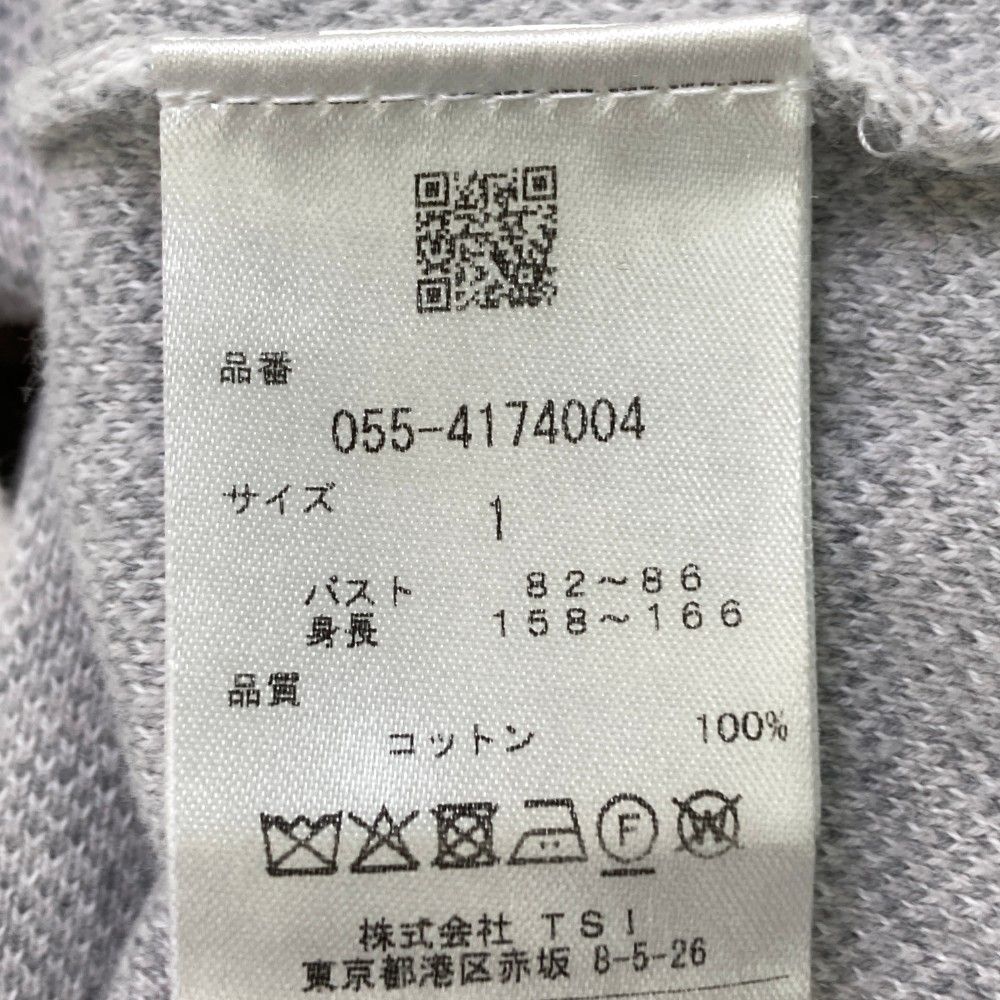 品番
055-4174004
サイズ 1
バスト 82～86
身長 158～166
品質
コットン 100%
F W
株式会社 TSI
東京都港区赤坂 8-5-26